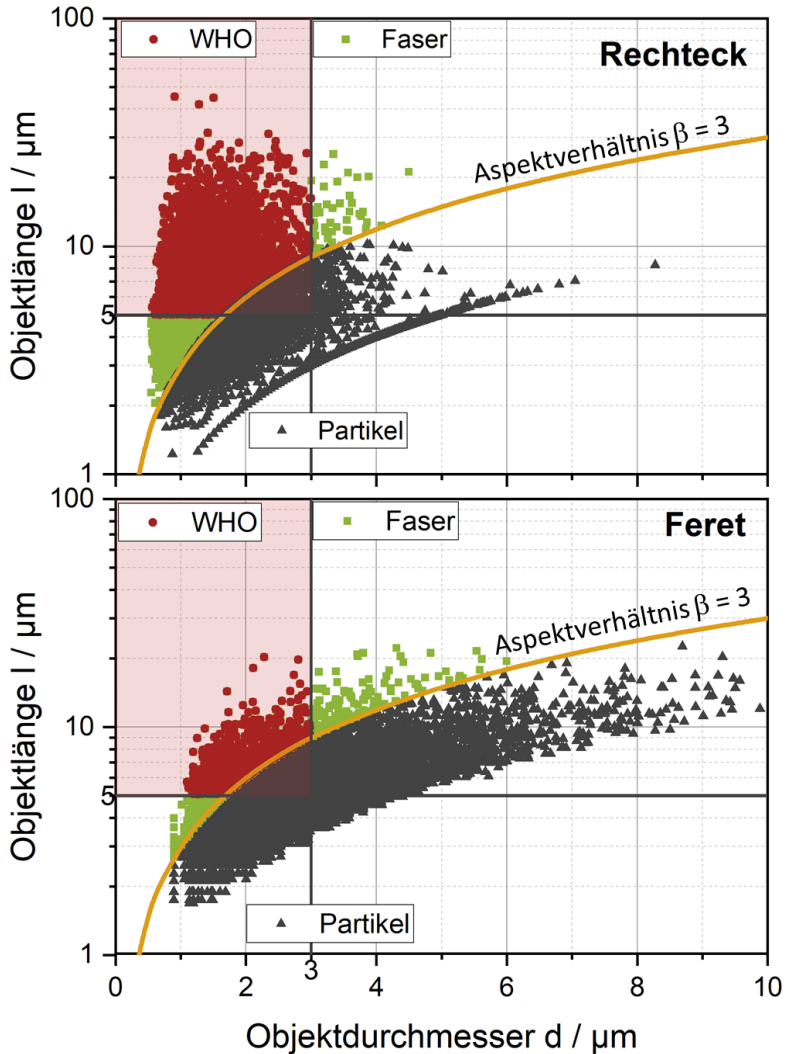 100
WHO
Faser
Rechteck
Aspektverhältnis β = 3
Objektlänge l / µm
10
5
Partikel
1
100
WHO
Faser
Feret
Aspektverhältnis β = 3
Objektlänge l / µm
10
5
Partikel
1
0 2 3 4 6 8 10
Objektdurchmesser d / µm